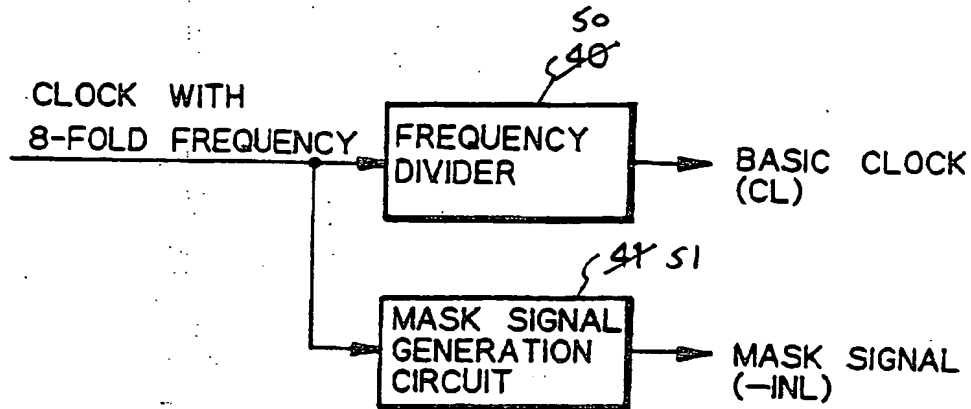 50
40
CLOCK WITH
8-FOLD FREQUENCY
FREQUENCY
DIVIDER
BASIC CLOCK
(CL)
41 51
MASK SIGNAL
GENERATION
CIRCUIT
MASK SIGNAL
(-INL)